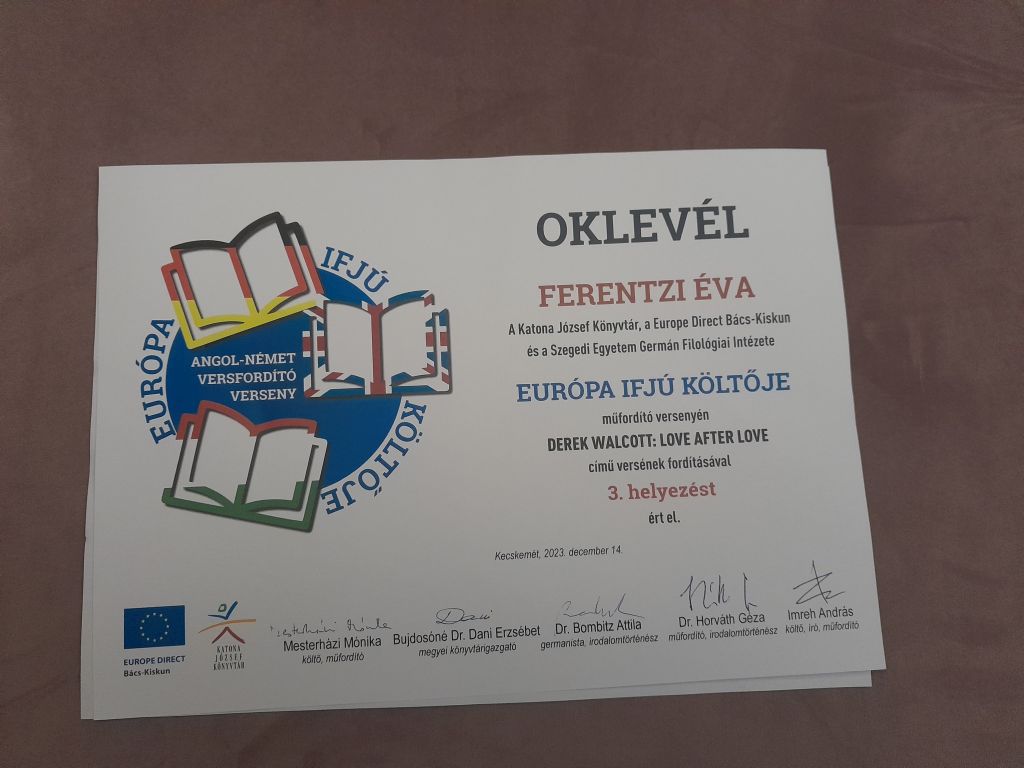 EURÓPA IFJÚ KÖLTŐJE
ANGOL-NÉMET
VERSFORDÍTÓ
VERSENY
OKLEVÉL
FERENTZI ÉVA
A Katona József Könyvtár, a Europe Direct Bács-Kiskun
és a Szegedi Egyetem Germán Filológiai Intézete
EURÓPA IFJÚ KÖLTŐJE
műfordító versenyén
DEREK WALCOTT: LOVE AFTER LOVE
című versének fordításával
3. helyezést
ért el.
Kecskemét, 2023. december 14.
EUROPE DIRECT
Bács-Kiskun
KATONA
JÓZSEF
KÖNYVTÁR
Mesterházi Mónika
költő, műfordító
Bujdosóné Dr. Dani Erzsébet
megyei könyvtárigazgató
Dr. Bombitz Attila
germanista, irodalomtörténész
Dr. Horváth Géza
műfordító, irodalomtörténész
Imreh András
költő, író, műfordító